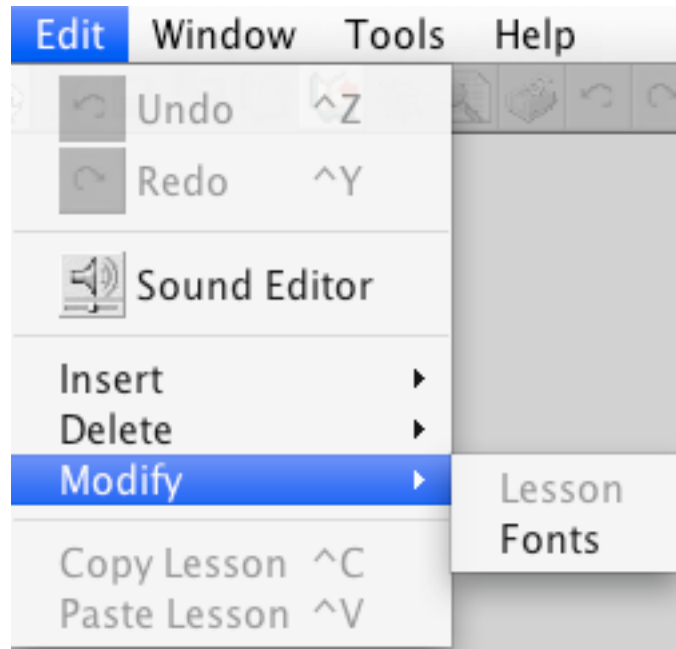 Edit Window Tools Help
Undo ^Z
Redo ^Y
Sound Editor
Insert
Delete
Modify
Lesson
Fonts
Copy Lesson ^C
Paste Lesson ^V